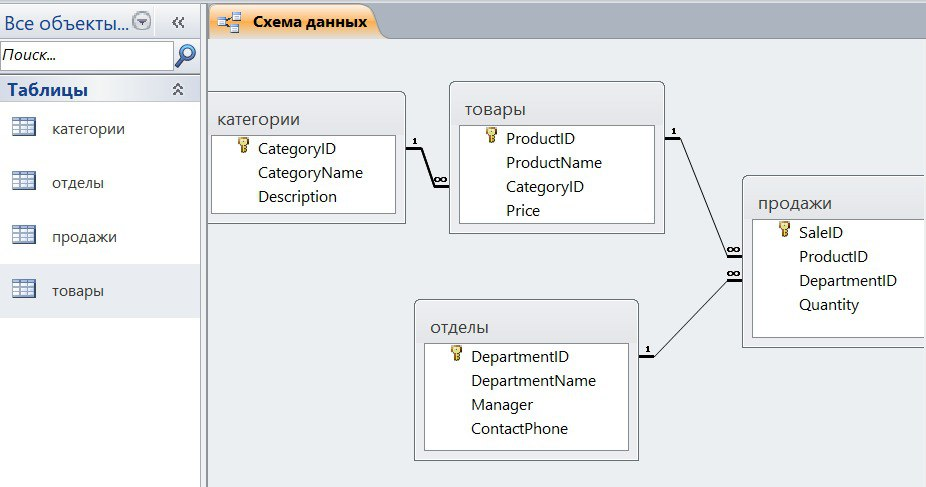 Все объекты...
Поиск...
Таблицы
категории
отделы
продажи
товары
Схема данных
категории
CategoryID
CategoryName
Description
1
∞
товары
ProductID
ProductName
CategoryID
Price
1
∞
∞
продажи
SaleID
ProductID
DepartmentID
Quantity
отделы
DepartmentID
DepartmentName
Manager
ContactPhone
1